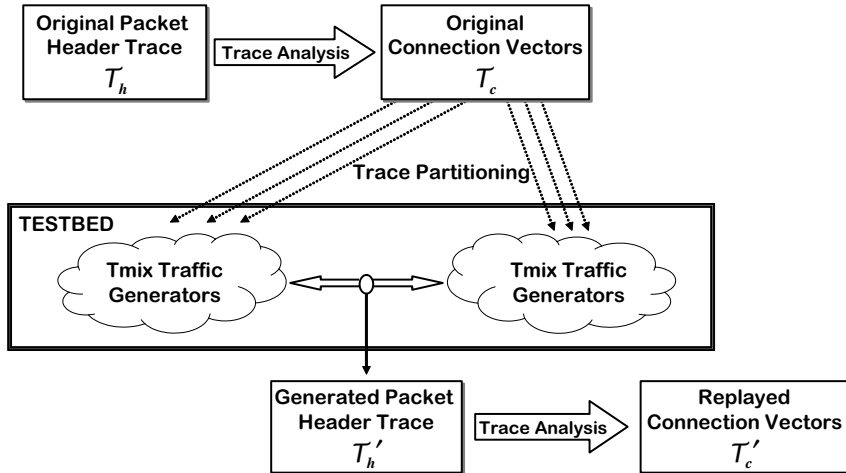 Original Packet
Header Trace
T_h
Trace Analysis
Original
Connection Vectors
T_c
Trace Partitioning
TESTBED
Tmix Traffic
Generators
Tmix Traffic
Generators
Generated Packet
Header Trace
T_h′
Trace Analysis
Replayed
Connection Vectors
T_c′